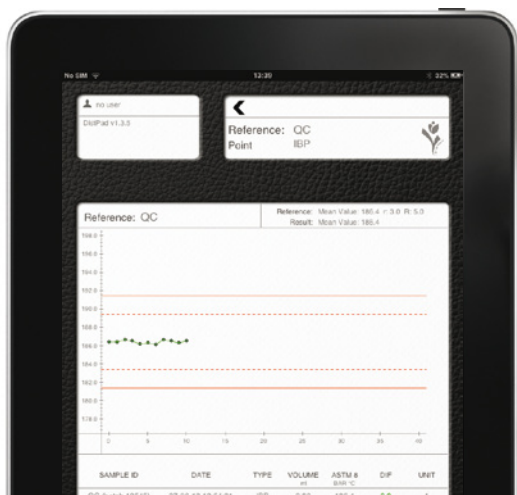 No SIM
12:39
32%
no user
DistPad v1.3.5
Reference: QC
Point IBP
Reference: QC
Reference: Mean Value: 186.4 r: 3.0 R: 5.0
Result: Mean Value: 186.4
198.0
196.0
194.0
192.0
190.0
188.0
186.0
184.0
182.0
180.0
178.0
0 5 10 15 20 25 30 35 40
SAMPLE ID DATE TYPE VOLUME ml ASTM 8 BAR °C DIF UNIT